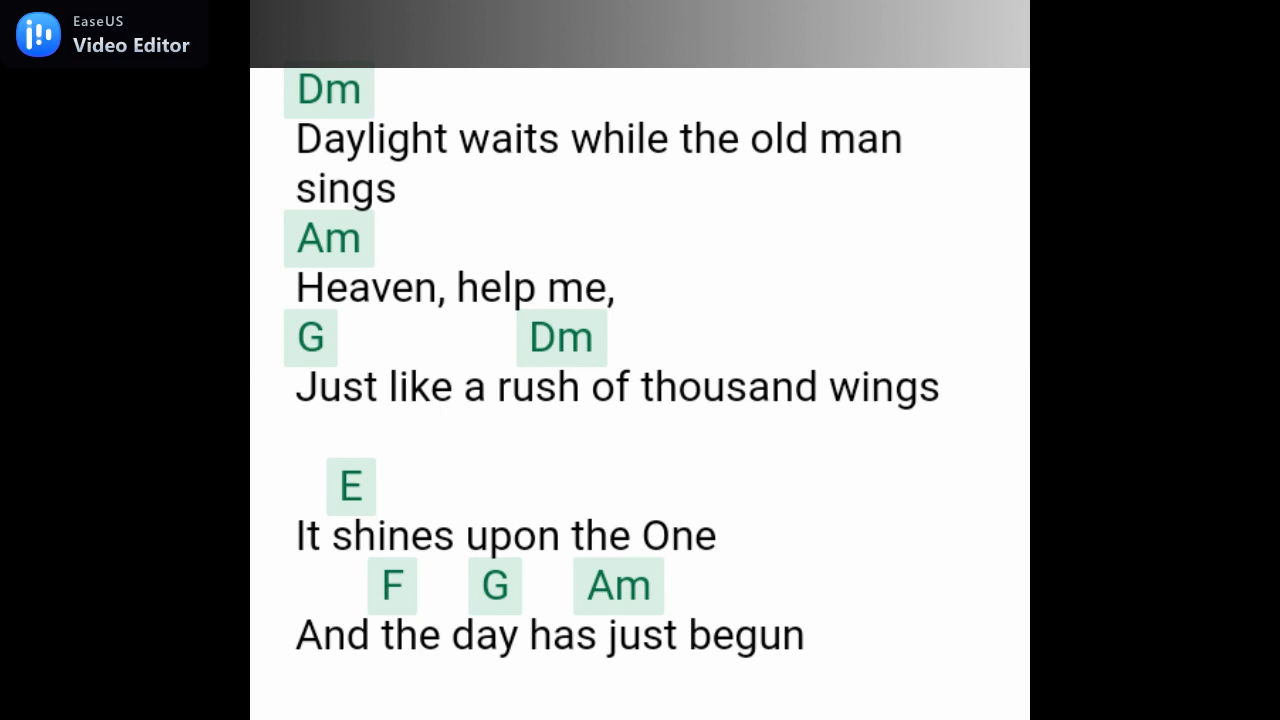 EaseUS
Video Editor
Dm
Daylight waits while the old man
sings
Am
Heaven, help me,
G Dm
Just like a rush of thousand wings
E
It shines upon the One
F G Am
And the day has just begun